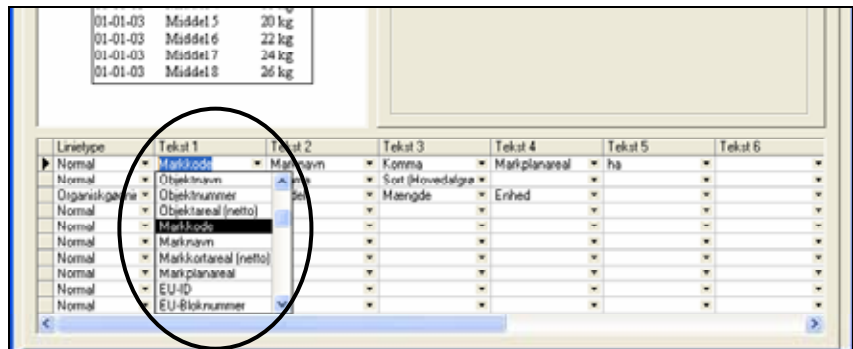 01-01-03 Middel 5 20 kg
01-01-03 Middel 6 22 kg
01-01-03 Middel 7 24 kg
01-01-03 Middel 8 26 kg
Linietype Tekst 1 Tekst 2 Tekst 3 Tekst 4 Tekst 5 Tekst 6
Normal Markkode Marknavn Komma Markplanareal ha
Normal Objektnavn Sort (Hovedafgrø
Organiskgødni Objektnummer Mængde Enhed
Normal Objektareal (netto)
Normal Markkode
Normal Marknavn
Normal Markkortareal (netto)
Normal Markplanareal
Normal EU-ID
Normal EU-Bloknummer